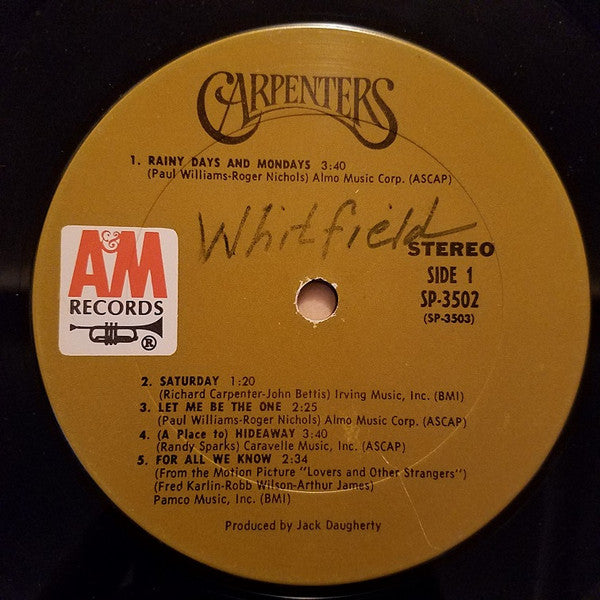 CARPENTERS
1. RAINY DAYS AND MONDAYS 3:40
(Paul Williams-Roger Nichols) Almo Music Corp. (ASCAP)
Whitfield
STEREO
SIDE 1
SP-3502
(SP-3503)
A&M
RECORDS
®
2. SATURDAY 1:20
(Richard Carpenter-John Bettis) Irving Music, Inc. (BMI)
3. LET ME BE THE ONE 2:25
(Paul Williams-Roger Nichols) Almo Music Corp. (ASCAP)
4. (A Place to) HIDEAWAY 3:40
(Randy Sparks) Caravelle Music, Inc. (ASCAP)
5. FOR ALL WE KNOW 2:34
(From the Motion Picture "Lovers and Other Strangers")
(Fred Karlin-Robb Wilson-Arthur James)
Pamco Music, Inc. (BMI)
Produced by Jack Daugherty